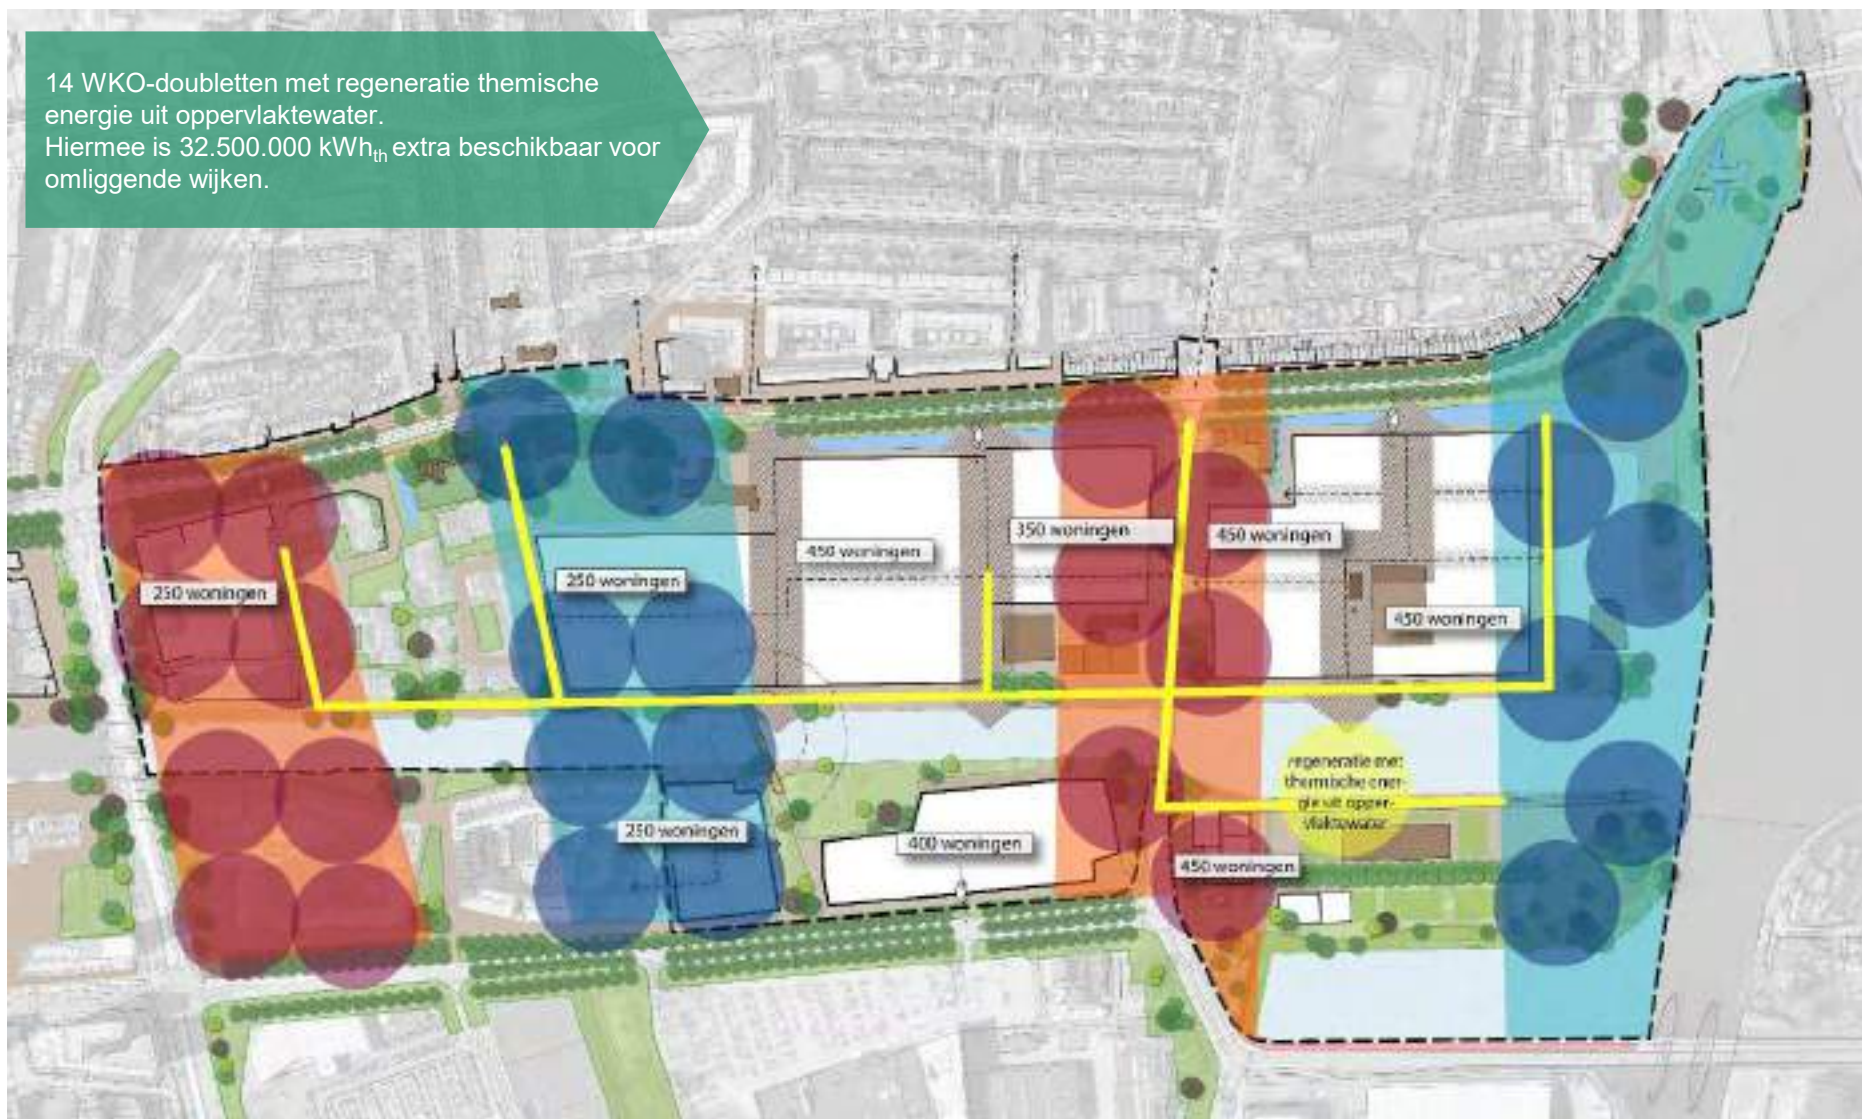 14 WKO-doubletten met regeneratie themische
energie uit oppervlaktewater.
Hiermee is 32.500.000 kWhth extra beschikbaar voor
omliggende wijken.
250 woningen
250 woningen
450 woningen
350 woningen
450 woningen
450 woningen
250 woningen
400 woningen
450 woningen
regeneratie met
thermische ener-
gie uit opper-
vlaktewater